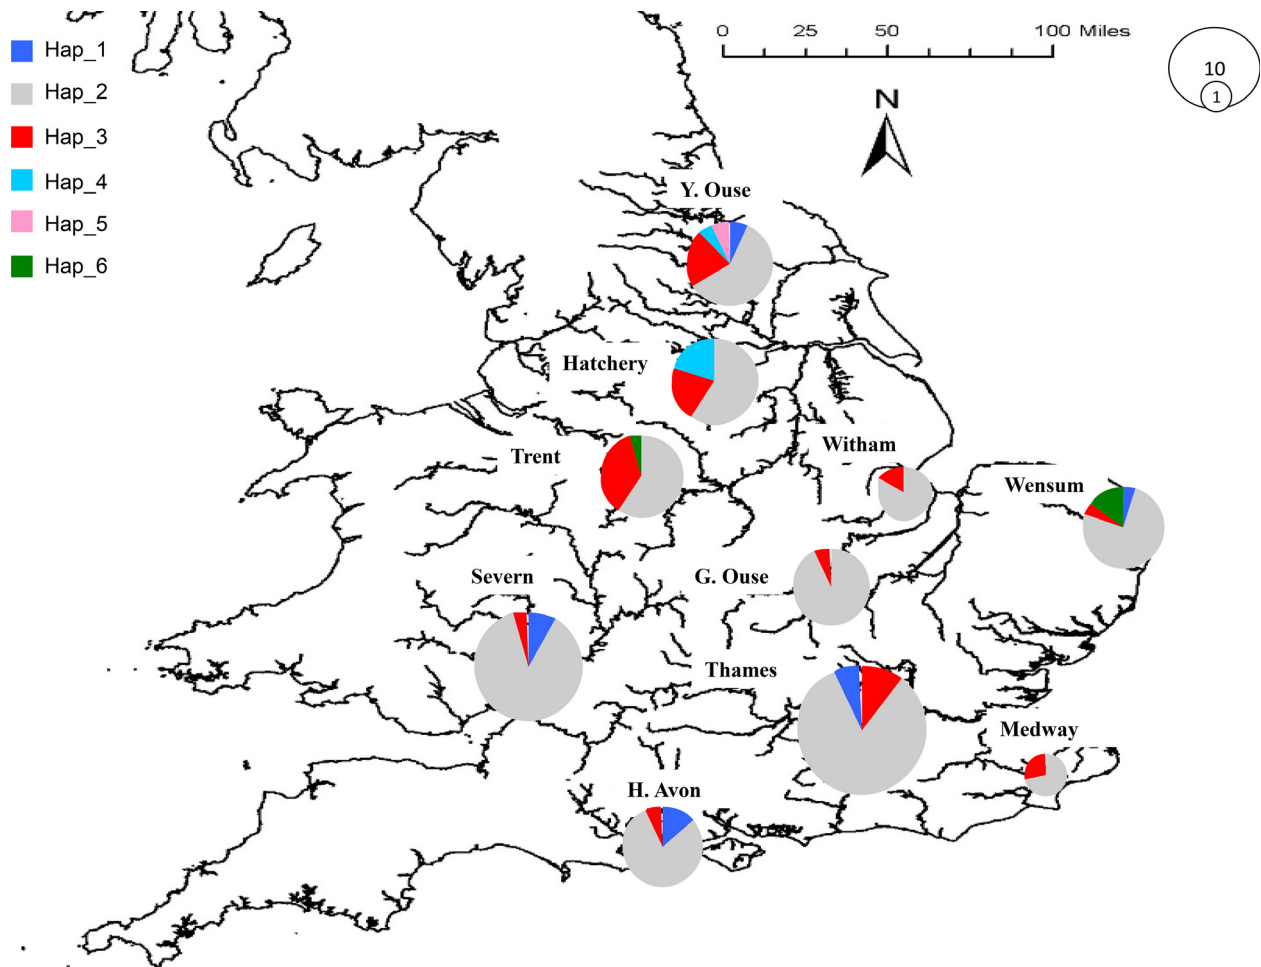 0 25 50 100 Miles
Hap_1
Hap_2
Hap_3
Hap_4
Hap_5
Hap_6
10
1
N
Y. Ouse
Hatchery
Trent
Witham
Wensum
Severn
G. Ouse
Thames
Medway
H. Avon